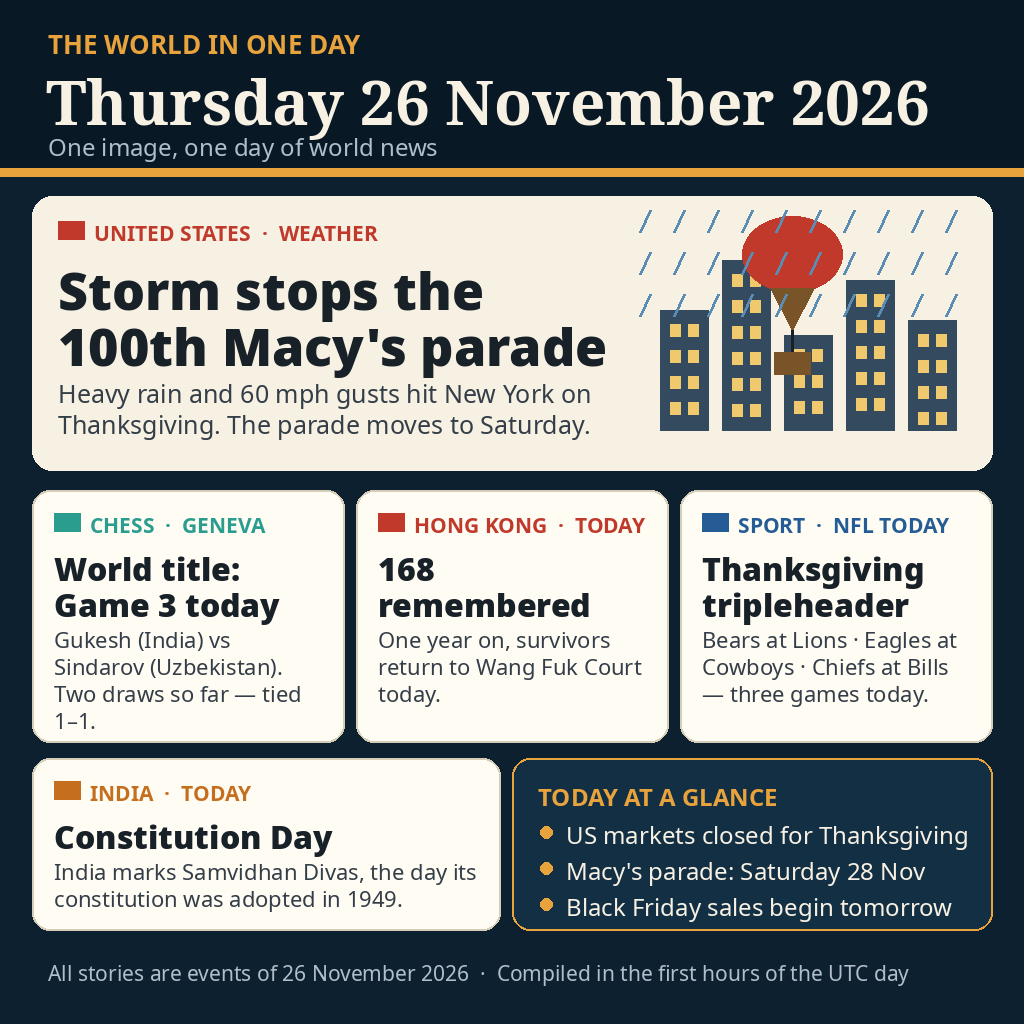 THE WORLD IN ONE DAY
Thursday 26 November 2026
One image, one day of world news
UNITED STATES · WEATHER
Storm stops the
100th Macy's parade
Heavy rain and 60 mph gusts hit New York on
Thanksgiving. The parade moves to Saturday.
CHESS · GENEVA
World title:
Game 3 today
Gukesh (India) vs
Sindarov (Uzbekistan).
Two draws so far — tied
1–1.
HONG KONG · TODAY
168
remembered
One year on, survivors
return to Wang Fuk Court
today.
SPORT · NFL TODAY
Thanksgiving
tripleheader
Bears at Lions · Eagles at
Cowboys · Chiefs at Bills
— three games today.
INDIA · TODAY
Constitution Day
India marks Samvidhan Divas, the day its
constitution was adopted in 1949.
TODAY AT A GLANCE
US markets closed for Thanksgiving
Macy's parade: Saturday 28 Nov
Black Friday sales begin tomorrow
All stories are events of 26 November 2026 · Compiled in the first hours of the UTC day